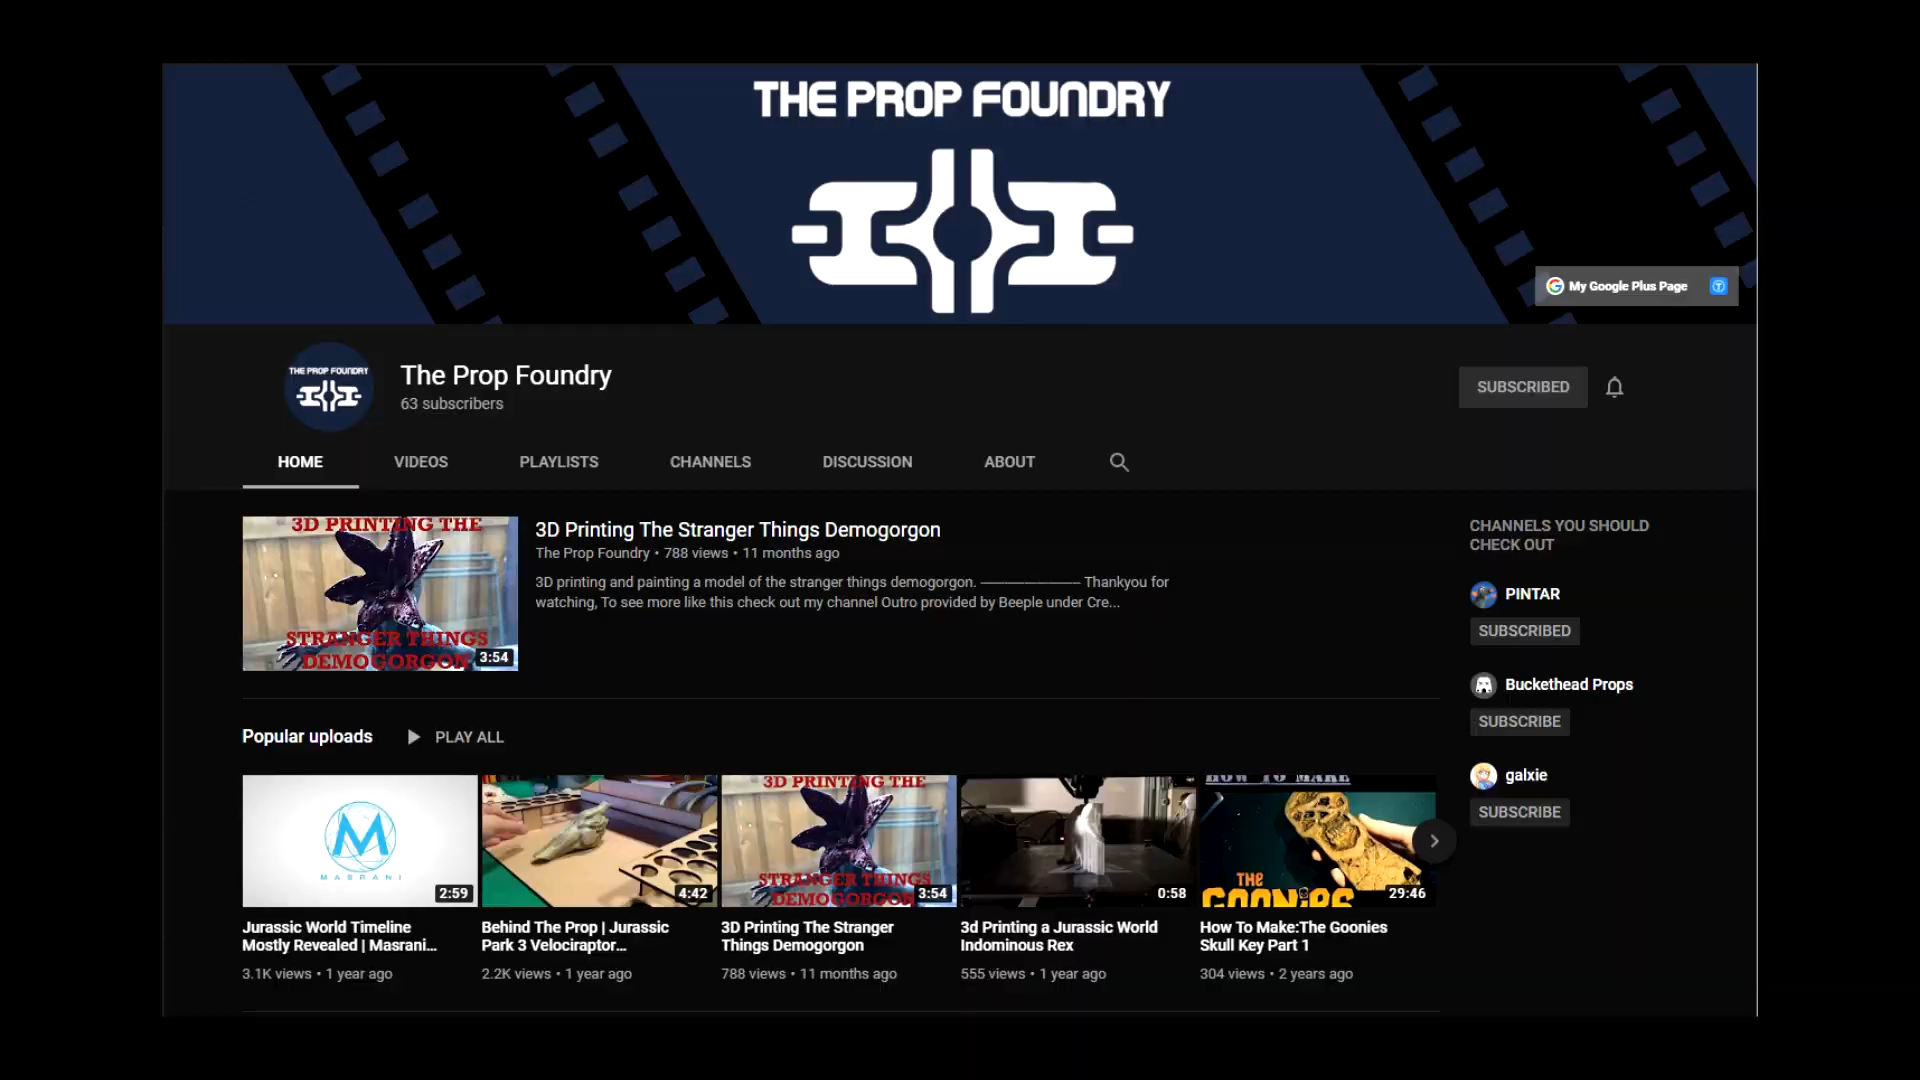 THE PROP FOUNDRY
My Google Plus Page
THE PROP FOUNDRY
The Prop Foundry
63 subscribers
SUBSCRIBED
HOME
VIDEOS
PLAYLISTS
CHANNELS
DISCUSSION
ABOUT
3D PRINTING THE
STRANGER THINGS
DEMOGORGON
3:54
3D Printing The Stranger Things Demogorgon
The Prop Foundry • 788 views • 11 months ago
3D printing and painting a model of the stranger things demogorgon. ——————— Thankyou for
watching, To see more like this check out my channel Outro provided by Beeple under Cre...
CHANNELS YOU SHOULD
CHECK OUT
PINTAR
SUBSCRIBED
Buckethead Props
SUBSCRIBE
galxie
SUBSCRIBE
Popular uploads
PLAY ALL
M
MASRANI
2:59
Jurassic World Timeline
Mostly Revealed | Masrani...
3.1K views • 1 year ago
4:42
Behind The Prop | Jurassic
Park 3 Velociraptor...
2.2K views • 1 year ago
3D PRINTING THE
STRANGER THINGS
DEMOGORGON
3:54
3D Printing The Stranger
Things Demogorgon
788 views • 11 months ago
0:58
3d Printing a Jurassic World
Indominous Rex
555 views • 1 year ago
HOW TO MAKE
THE
GOONIES
29:46
How To Make:The Goonies
Skull Key Part 1
304 views • 2 years ago